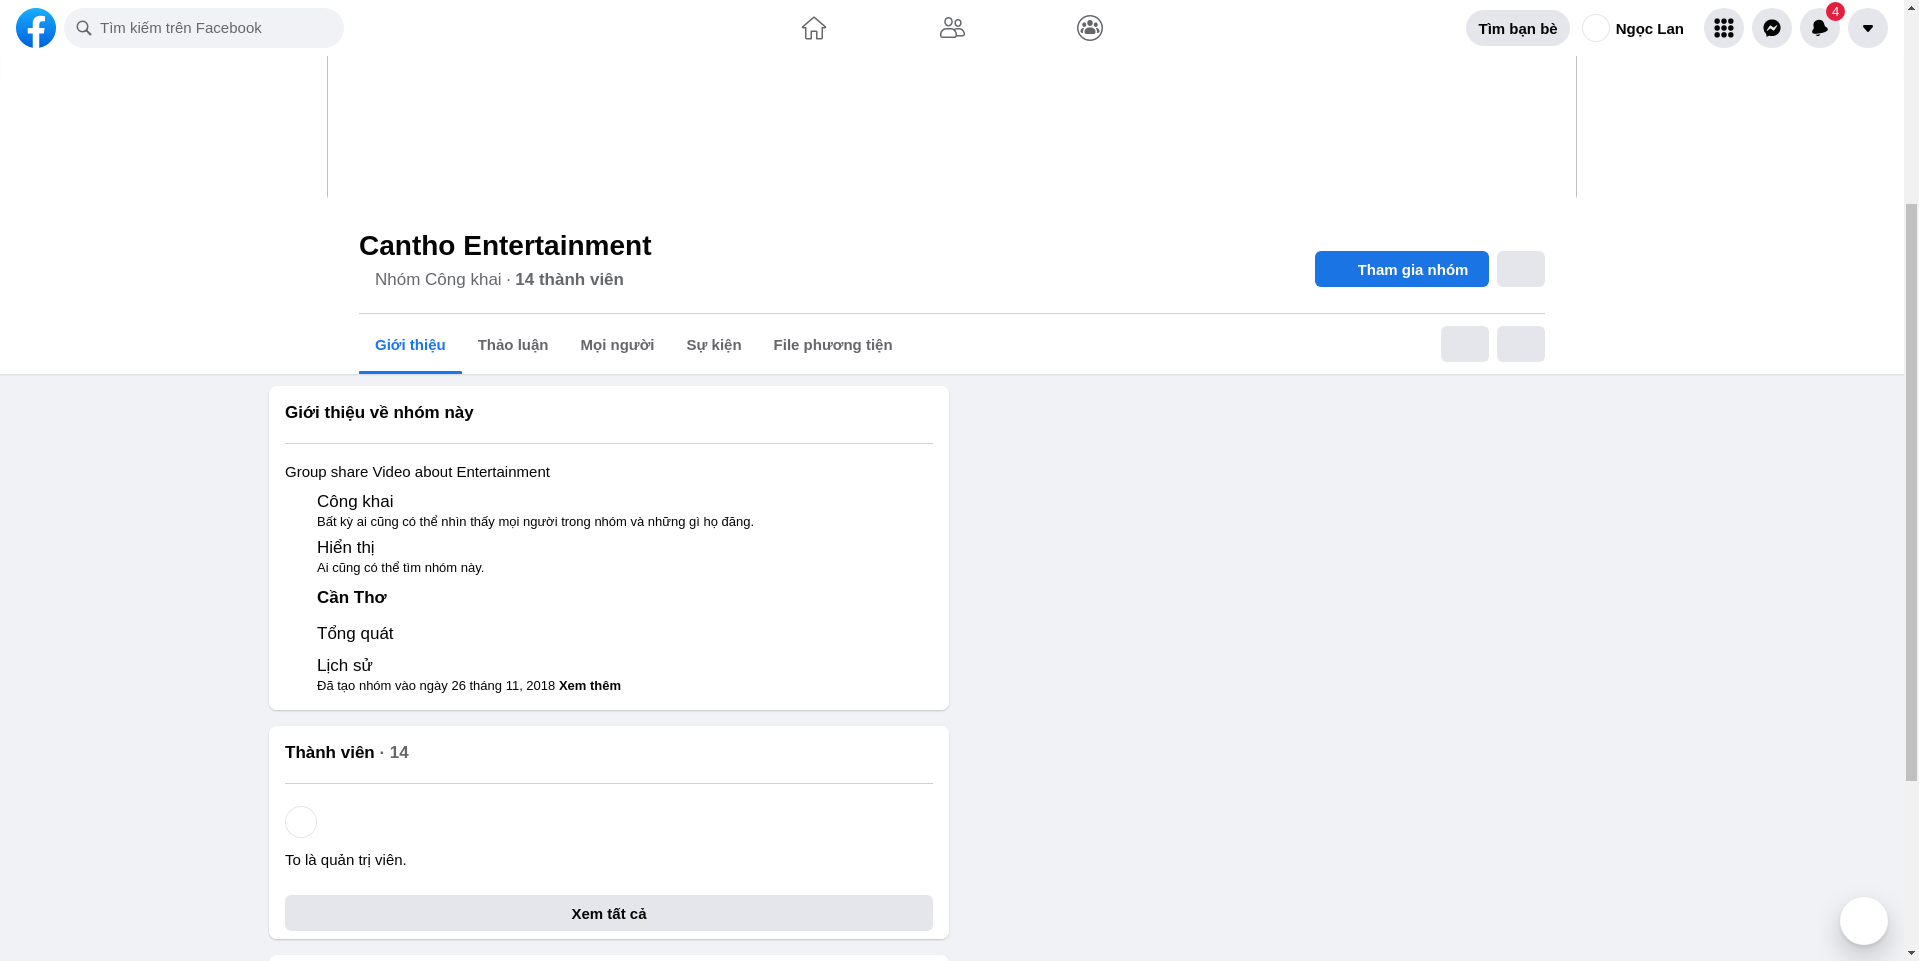 Tìm kiếm trên Facebook
Tìm bạn bè
Ngọc Lan
4
Cantho Entertainment
Nhóm Công khai · 14 thành viên
Tham gia nhóm
Giới thiệu
Thảo luận
Mọi người
Sự kiện
File phương tiện
Giới thiệu về nhóm này
Group share Video about Entertainment
Công khai
Bất kỳ ai cũng có thể nhìn thấy mọi người trong nhóm và những gì họ đăng.
Hiển thị
Ai cũng có thể tìm nhóm này.
Cần Thơ
Tổng quát
Lịch sử
Đã tạo nhóm vào ngày 26 tháng 11, 2018 Xem thêm
Thành viên · 14
To là quản trị viên.
Xem tất cả